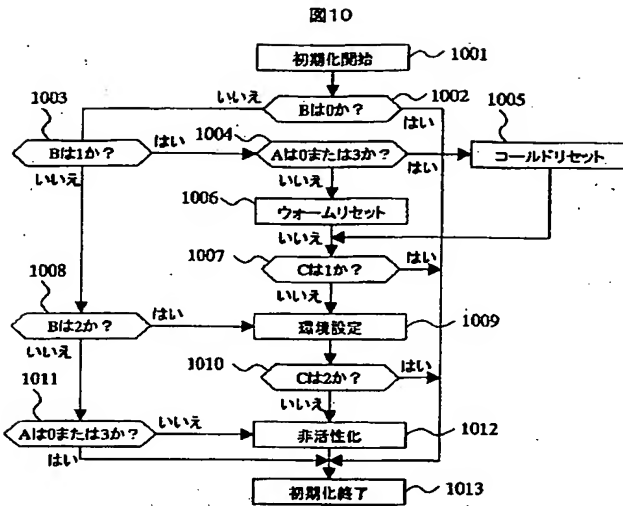 図10
初期化開始
1001
1003
いいえ
Bは0か?
1002
1005
1004
はい
Bは1か?
はい
Aは0または3か?
はい
コールドリセット
いいえ
いいえ
1006
ウォームリセット
いいえ
1007
Cは1か?
はい
1008
いいえ
Bは2か?
はい
環境設定
1009
いいえ
1010
Cは2か?
はい
1011
いいえ
Aは0または3か?
いいえ
非活性化
1012
はい
初期化終了
1013